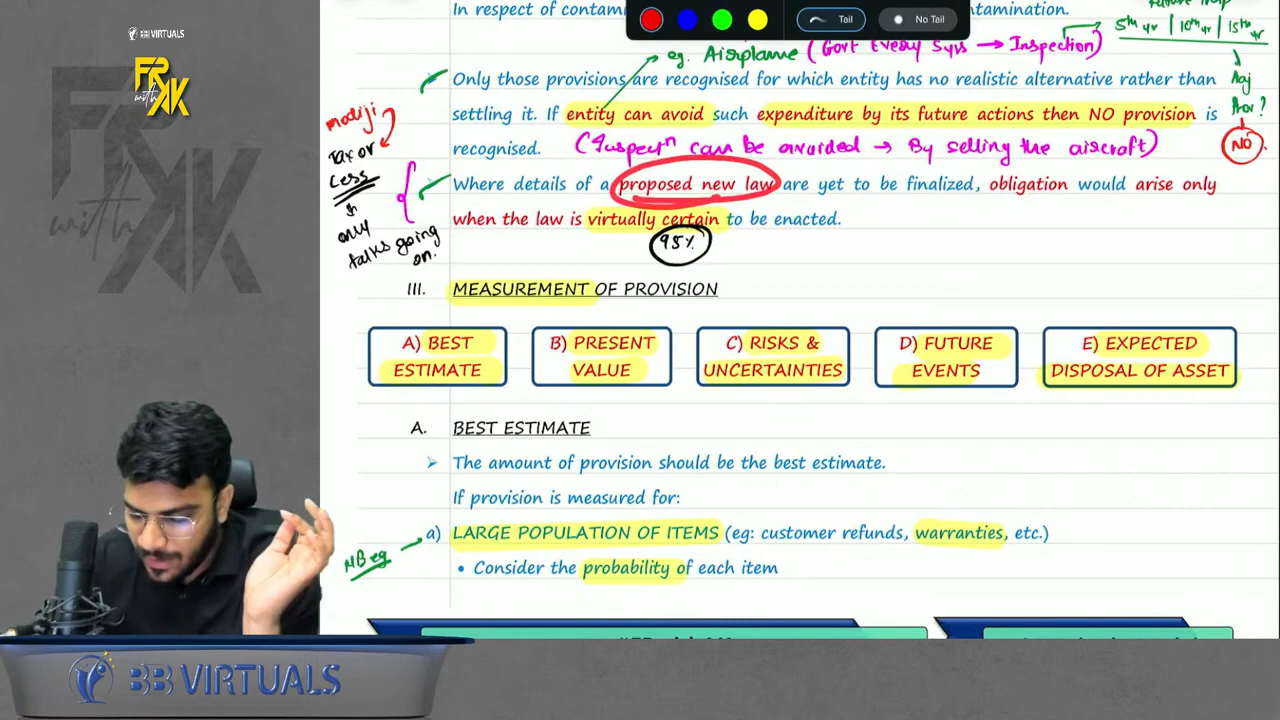 BB VIRTUALS
FR
with
AK
FR
with
AK
In respect of contam
ntamination.
Tail
No Tail
5th yr | 10th yr | 15th yr
eg. Airplane (Govt Every 5yrs → Inspection)
Only those provisions are recognised for which entity has no realistic alternative rather than
settling it. If entity can avoid such expenditure by its future actions then NO provision is
recognised. (Inspectn can be avoided → By selling the aircraft)
Aaj
Prov?
NO
modiji
Tax or
Cess
only
talks going
on.
Where details of a proposed new law are yet to be finalized, obligation would arise only
when the law is virtually certain to be enacted.
95%
III. MEASUREMENT OF PROVISION
A) BEST ESTIMATE
B) PRESENT VALUE
C) RISKS & UNCERTAINTIES
D) FUTURE EVENTS
E) EXPECTED DISPOSAL OF ASSET
A. BEST ESTIMATE
➢ The amount of provision should be the best estimate.
If provision is measured for:
NB eg
a) LARGE POPULATION OF ITEMS (eg: customer refunds, warranties, etc.)
• Consider the probability of each item
BB VIRTUALS